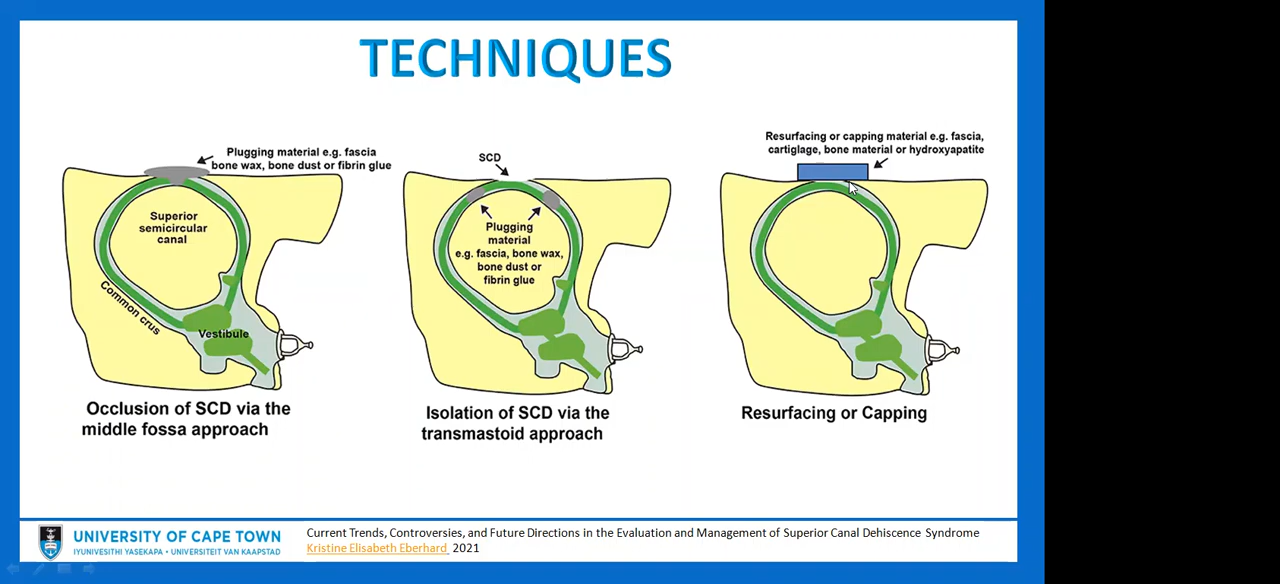 TECHNIQUES
Plugging material e.g. fascia
bone wax, bone dust or fibrin glue
Superior
semicircular
canal
Common crus
Vestibule
Occlusion of SCD via the
middle fossa approach
SCD
Plugging
material
e.g. fascia, bone wax,
bone dust or
fibrin glue
Isolation of SCD via the
transmastoid approach
Resurfacing or capping material e.g. fascia,
cartiglage, bone material or hydroxyapatite
Resurfacing or Capping
UNIVERSITY OF CAPE TOWN
IYUNIVESITHI YASEKAPA • UNIVERSITEIT VAN KAAPSTAD
Current Trends, Controversies, and Future Directions in the Evaluation and Management of Superior Canal Dehiscence Syndrome
Kristine Elisabeth Eberhard 2021